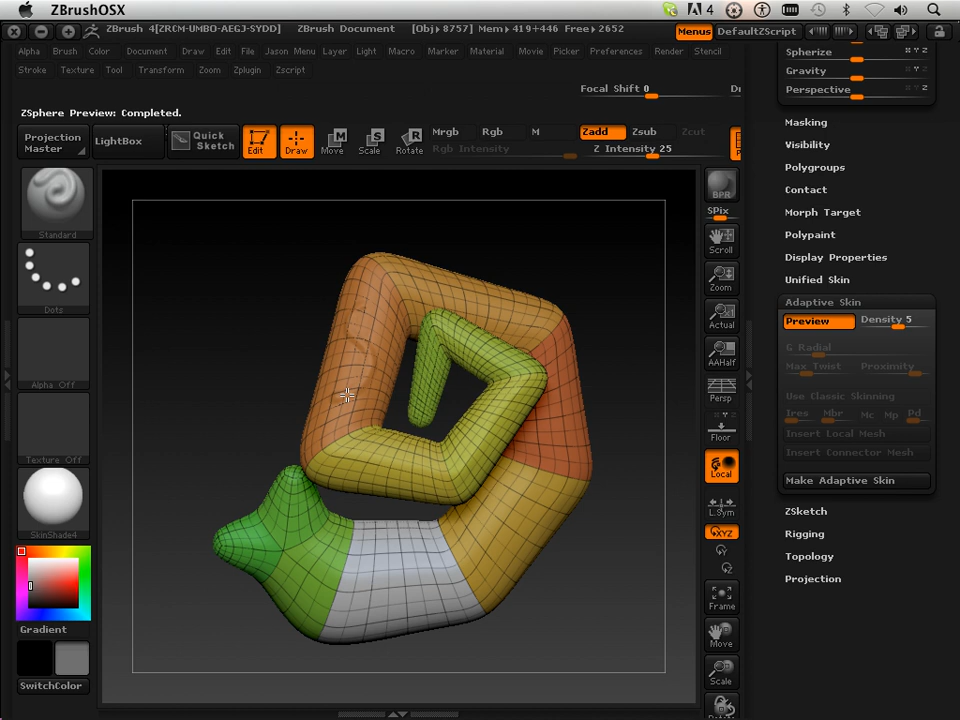 ZBrushOSX
4
ZBrush 4[ZRCM-UMBO-AEGJ-SYDD] ZBrush Document [Obj▸8757] Mem▸419+446 Free▸2652 Menus DefaultZScript
Alpha Brush Color Document Draw Edit File Jason Menu Layer Light Macro Marker Material Movie Picker Preferences Render Stencil
Stroke Texture Tool Transform Zoom Zplugin Zscript
Focal Shift 0 Dr
ZSphere Preview: Completed.
Projection Master LightBox Quick Sketch Edit Draw Move Scale Rotate Mrgb Rgb M Zadd Zsub Zcut
Rgb Intensity Z Intensity 25
Standard
Dots
Alpha Off
Texture Off
SkinShade4
Gradient
SwitchColor
BPR
SPix
Scroll
Zoom
Actual
AAHalf
Persp
Floor
Local
L.Sym
XYZ
Y
Z
Frame
Move
Scale
Rotate
Spherize X Y Z
Gravity X Y Z
Perspective Z
Masking
Visibility
Polygroups
Contact
Morph Target
Polypaint
Display Properties
Unified Skin
Adaptive Skin
Preview Density 5
G Radial
Max Twist Proximity
Use Classic Skinning
Ires Mbr Mc Mp Pd
Insert Local Mesh
Insert Connector Mesh
Make Adaptive Skin
ZSketch
Rigging
Topology
Projection